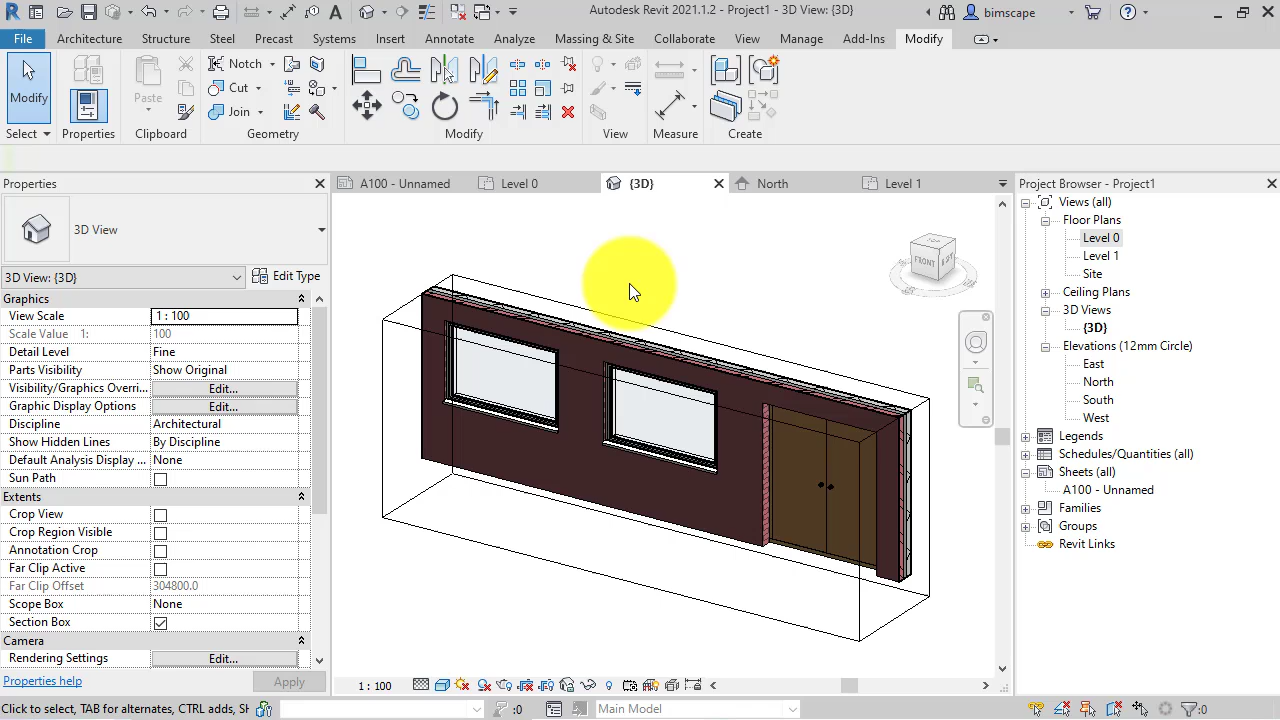 Autodesk Revit 2021.1.2 - Project1 - 3D View: {3D}
bimscape
File Architecture Structure Steel Precast Systems Insert Annotate Analyze Massing & Site Collaborate View Manage Add-Ins Modify
Modify
Paste
Notch
Cut
Join
Select Properties Clipboard Geometry Modify View Measure Create
Properties
A100 - Unnamed
Level 0
{3D}
North
Level 1
3D View
3D View: {3D}
Edit Type
Graphics
View Scale 1 : 100
Scale Value 1: 100
Detail Level Fine
Parts Visibility Show Original
Visibility/Graphics Overri... Edit...
Graphic Display Options Edit...
Discipline Architectural
Show Hidden Lines By Discipline
Default Analysis Display ... None
Sun Path
Extents
Crop View
Crop Region Visible
Annotation Crop
Far Clip Active
Far Clip Offset 304800.0
Scope Box None
Section Box
Camera
Rendering Settings Edit...
Properties help
Apply
FRONT
Project Browser - Project1
Views (all)
Floor Plans
Level 0
Level 1
Site
Ceiling Plans
3D Views
{3D}
Elevations (12mm Circle)
East
North
South
West
Legends
Schedules/Quantities (all)
Sheets (all)
A100 - Unnamed
Families
Groups
Revit Links
1 : 100
Click to select, TAB for alternates, CTRL adds, SH
:0
Main Model
:0